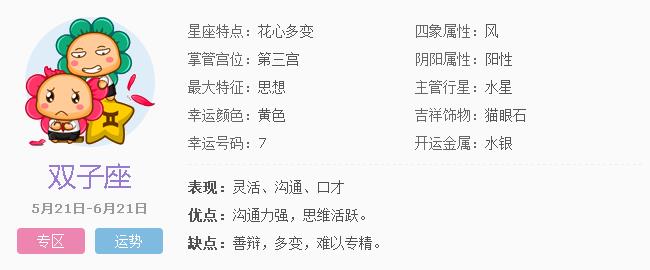 星座特点：花心多变 四象属性：风
掌管宫位：第三宫 阴阳属性：阳性
最大特征：思想 主管行星：水星
幸运颜色：黄色 吉祥饰物：猫眼石
幸运号码：7 开运金属：水银
双子座
5月21日-6月21日
专区 运势
表现：灵活、沟通、口才
优点：沟通力强，思维活跃。
缺点：善辩，多变，难以专精。